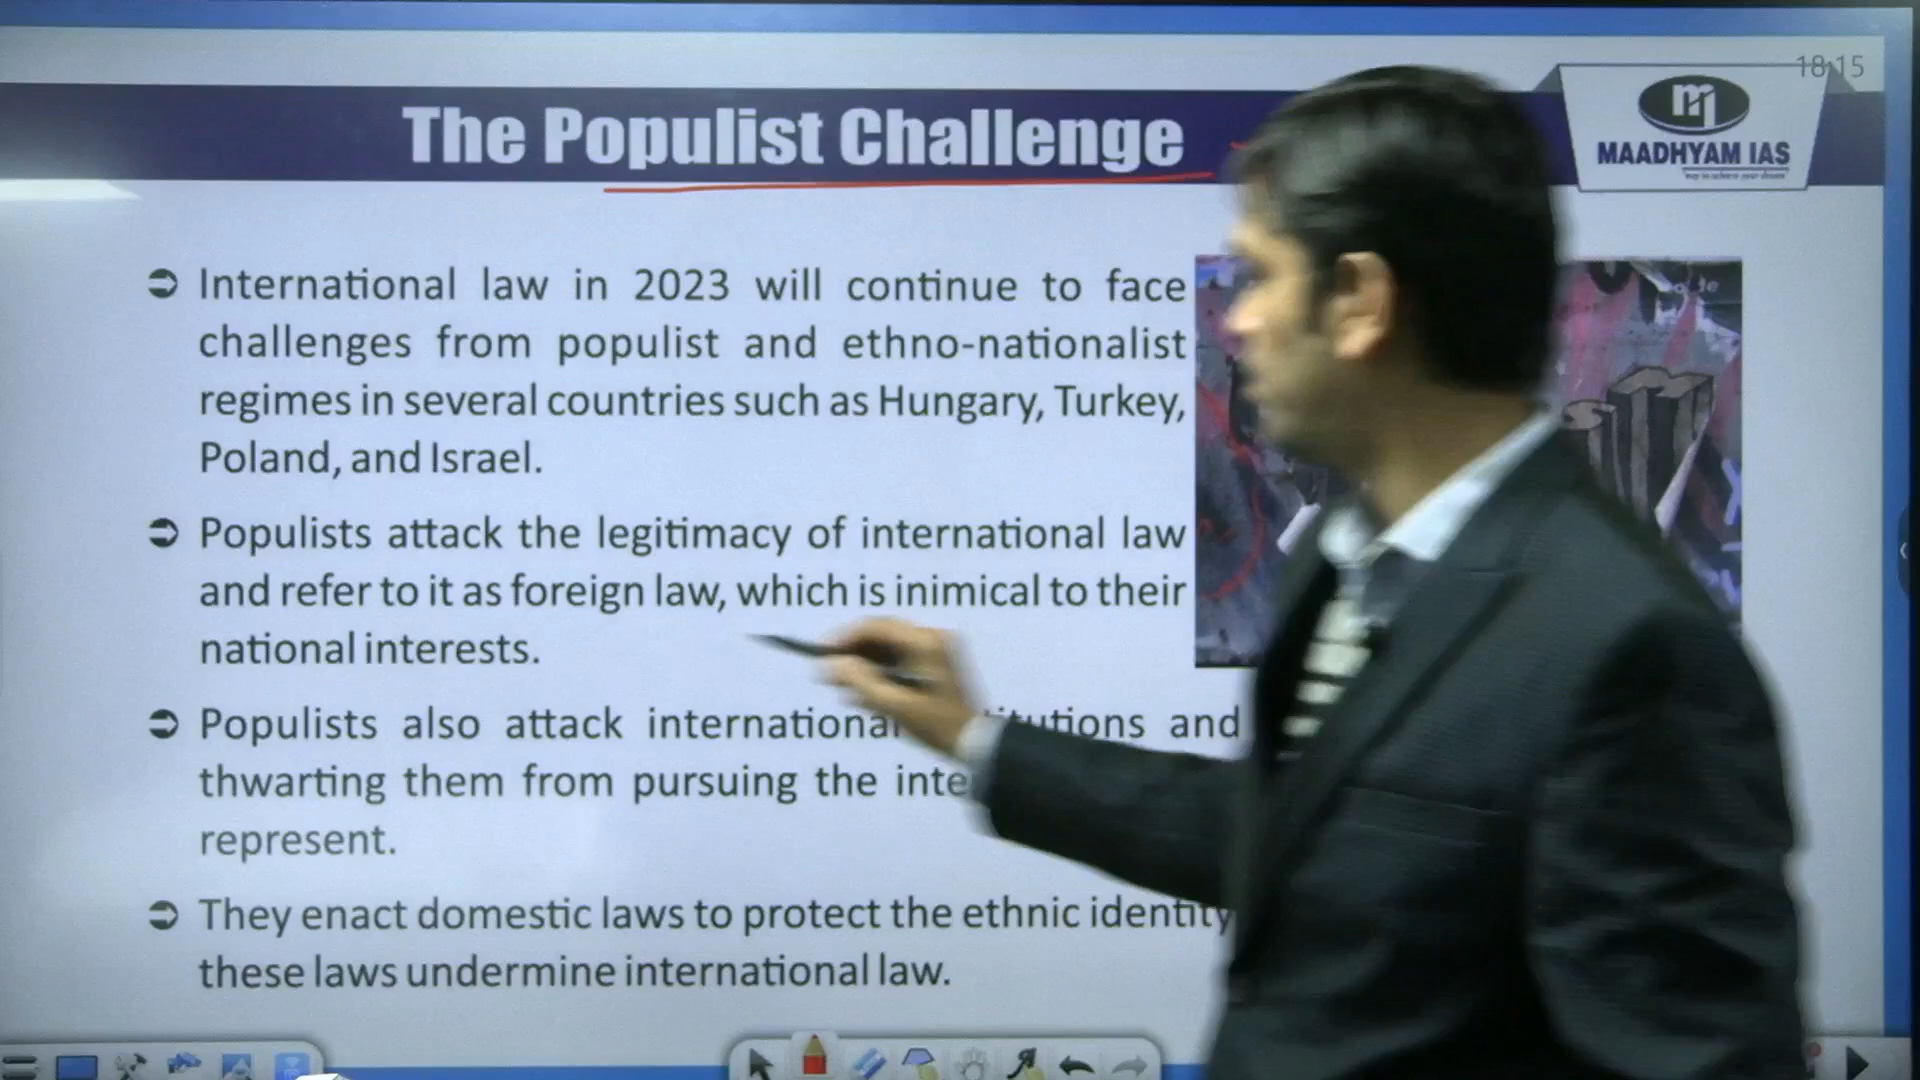 18:15
The Populist Challenge
MAADHYAM IAS
International law in 2023 will continue to face
challenges from populist and ethno-nationalist
regimes in several countries such as Hungary, Turkey,
Poland, and Israel.
Populists attack the legitimacy of international law
and refer to it as foreign law, which is inimical to their
national interests.
Populists also attack and
thwarting them from pursuing the
represent.
They enact domestic laws to protect the ethnic identity
these laws undermine international law.